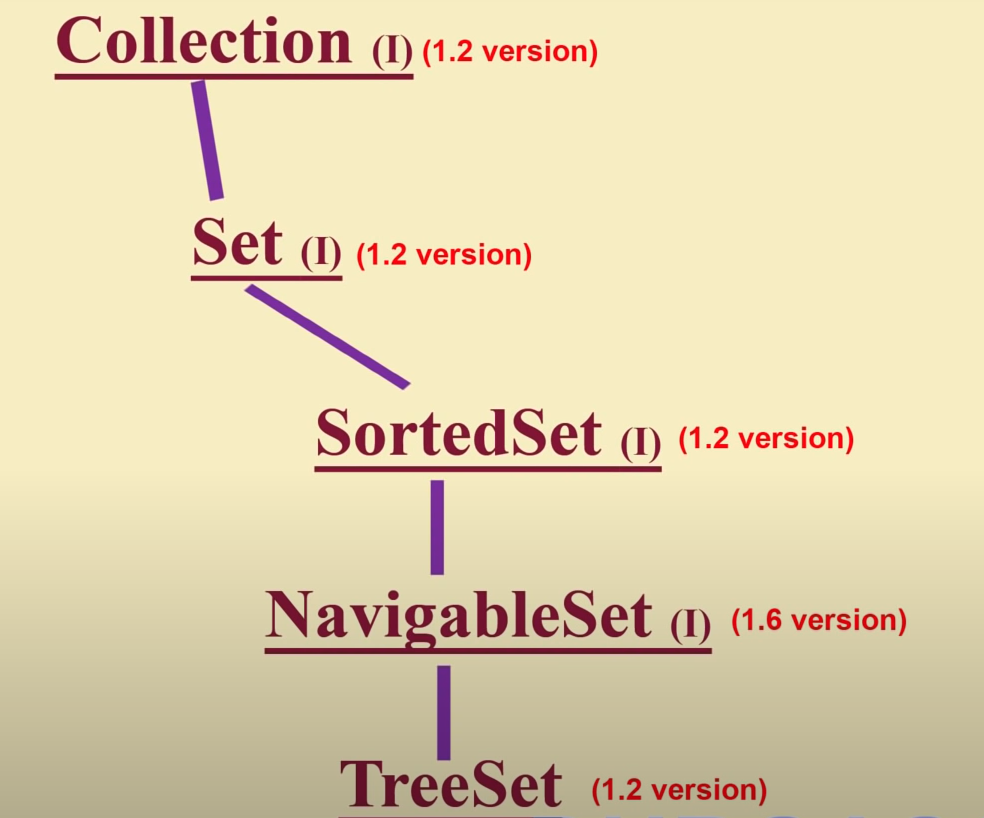 Collection (I) (1.2 version)
Set (I) (1.2 version)
SortedSet (I) (1.2 version)
NavigableSet (I) (1.6 version)
TreeSet (1.2 version)